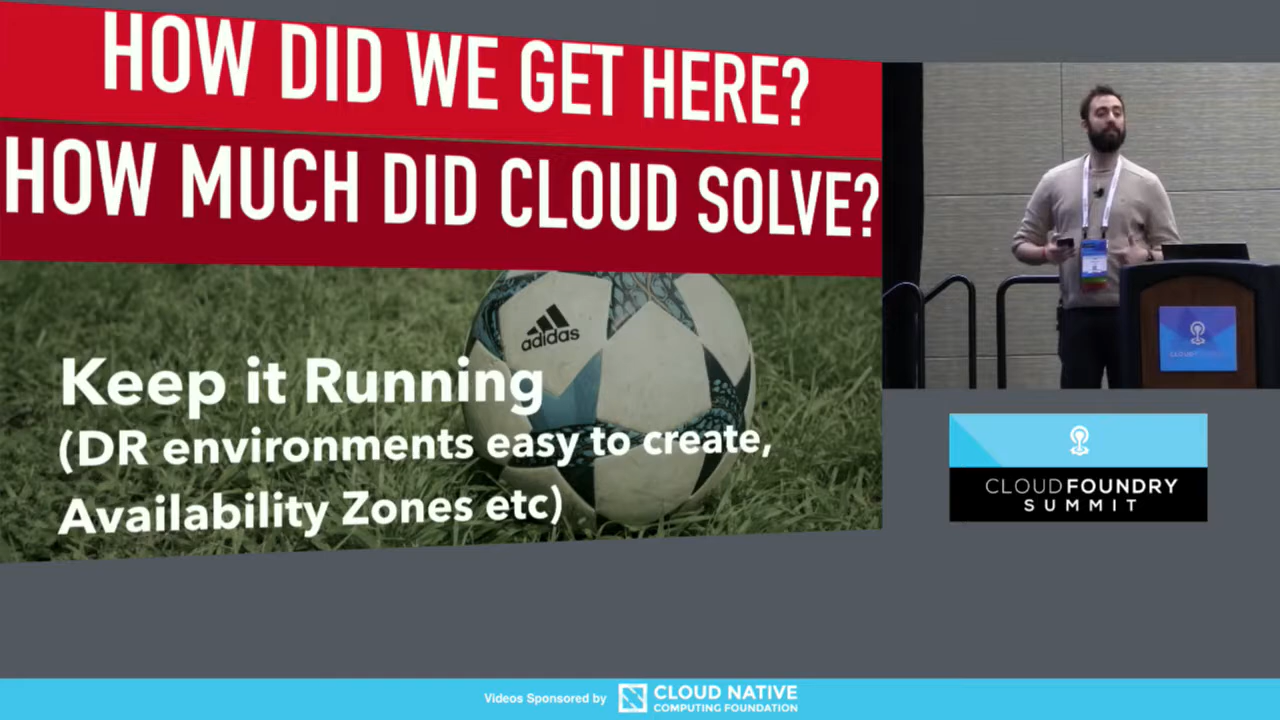 HOW DID WE GET HERE?
HOW MUCH DID CLOUD SOLVE?
adidas
Keep it Running
(DR environments easy to create,
Availability Zones etc)
CLOUDFOUNDRY
SUMMIT
Videos Sponsored by
CLOUD NATIVE
COMPUTING FOUNDATION